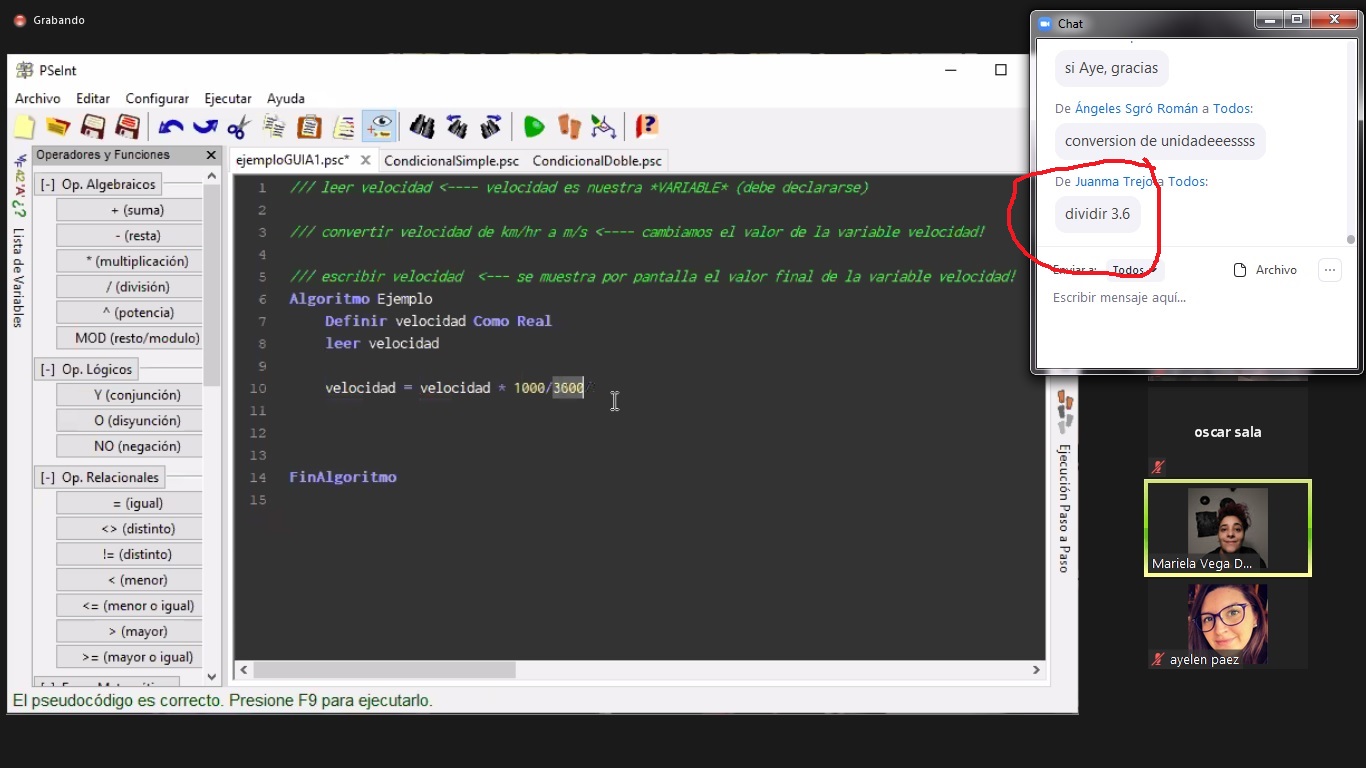 Grabando
PSeInt
Archivo Editar Configurar Ejecutar Ayuda
Operadores y Funciones
ejemploGUIA1.psc* CondicionalSimple.psc CondicionalDoble.psc
Lista de Variables
[-] Op. Algebraicos
+ (suma)
- (resta)
* (multiplicación)
/ (división)
^ (potencia)
MOD (resto/modulo)
[-] Op. Lógicos
Y (conjunción)
O (disyunción)
NO (negación)
[-] Op. Relacionales
= (igual)
<> (distinto)
!= (distinto)
< (menor)
<= (menor o igual)
> (mayor)
>= (mayor o igual)
1 /// leer velocidad <---- velocidad es nuestra *VARIABLE* (debe declararse)
2
3 /// convertir velocidad de km/hr a m/s <---- cambiamos el valor de la variable velocidad!
4
5 /// escribir velocidad <--- se muestra por pantalla el valor final de la variable velocidad!
6 Algoritmo Ejemplo
7 Definir velocidad Como Real
8 leer velocidad
9
10 velocidad = velocidad * 1000/3600
11
12
13
14 FinAlgoritmo
15
Ejecución Paso a Paso
El pseudocódigo es correcto. Presione F9 para ejecutarlo.
Chat
si Aye, gracias
De Ángeles Sgró Román a Todos:
conversion de unidadeeessss
De Juanma Trejo a Todos:
dividir 3.6
Enviar a: Todos
Archivo
Escribir mensaje aquí...
oscar sala
Mariela Vega D...
ayelen paez